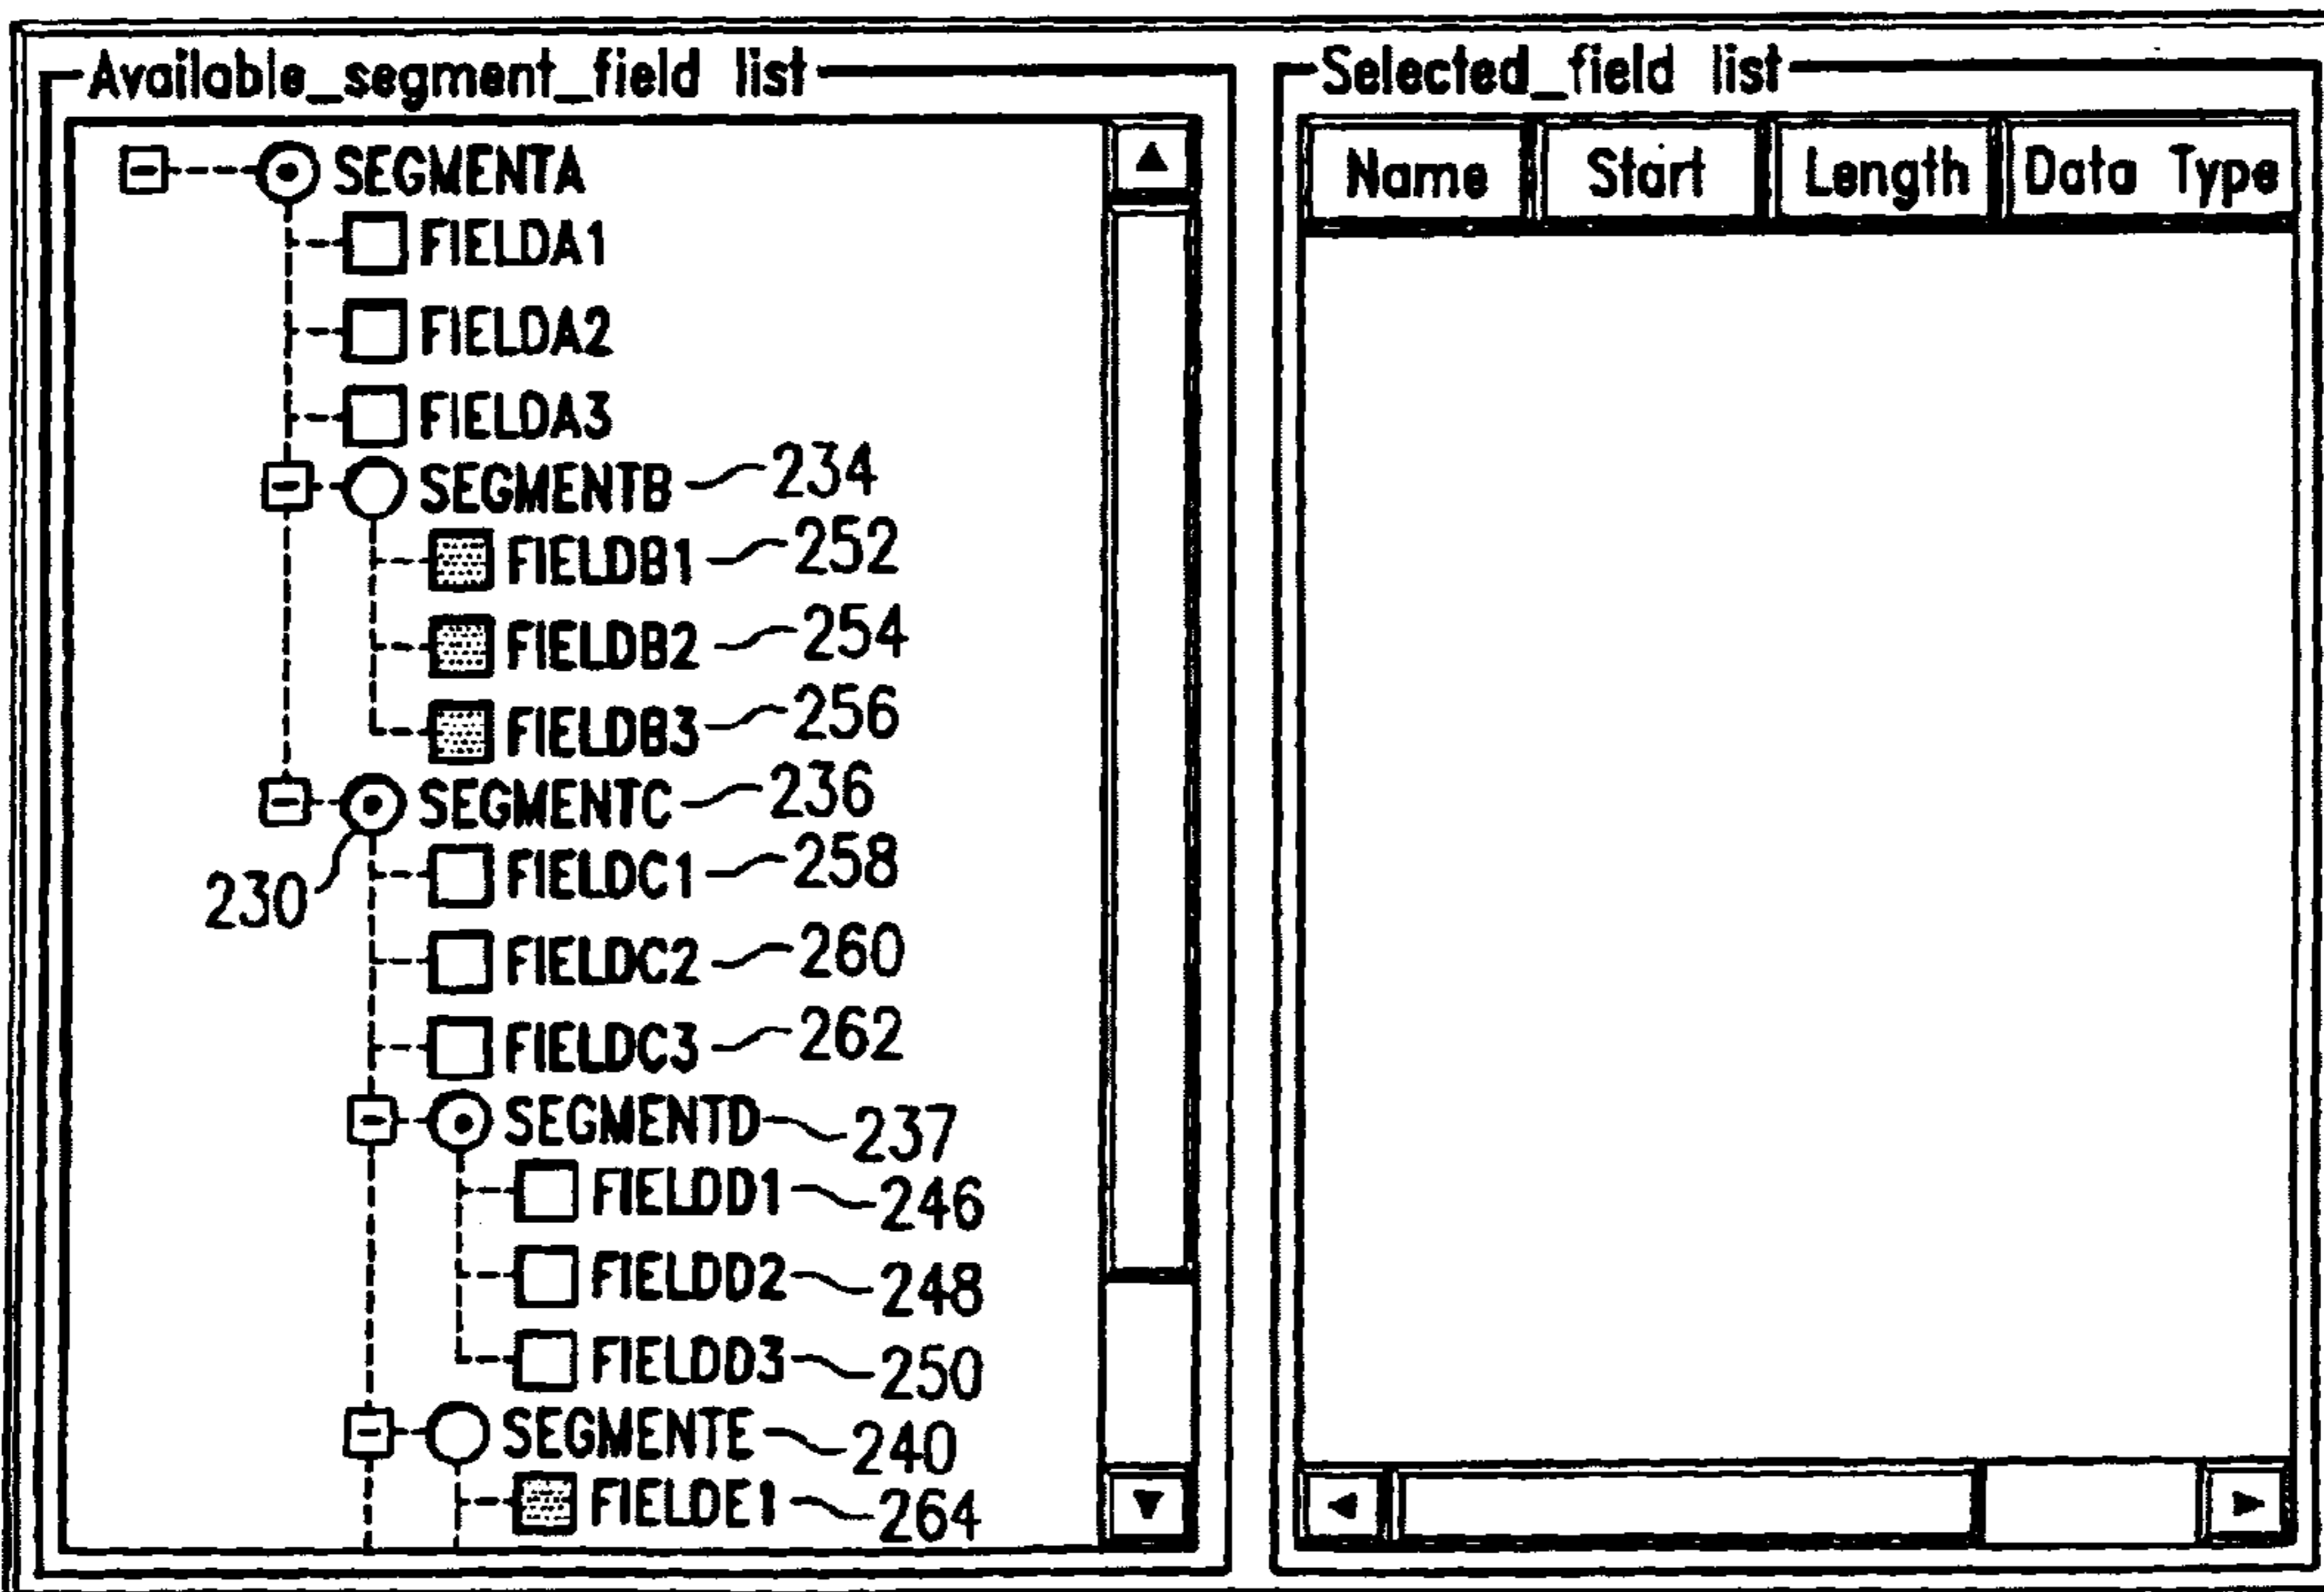 Available_segment_field list
SEGMENTA
FIELDA1
FIELDA2
FIELDA3
SEGMENTB 234
FIELDB1 252
FIELDB2 254
FIELDB3 256
SEGMENTC 236
230
FIELDC1 258
FIELDC2 260
FIELDC3 262
SEGMENTD 237
FIELDD1 246
FIELDD2 248
FIELDD3 250
SEGMENTE 240
FIELDE1 264
Selected_field list
Name Start Length Data Type